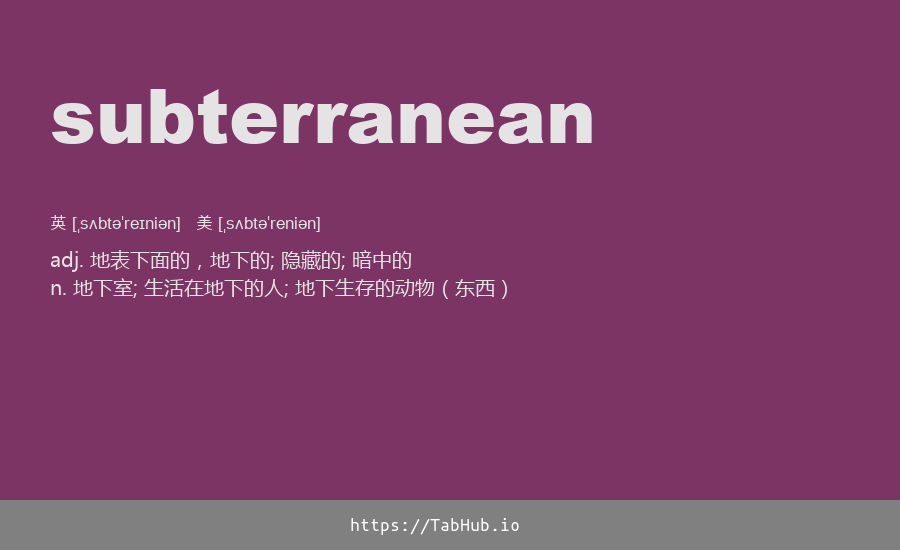 subterranean
英 [ˌsʌbtəˈreɪniən] 美 [ˌsʌbtəˈreniən]
adj. 地表下面的，地下的; 隐藏的; 暗中的
n. 地下室; 生活在地下的人; 地下生存的动物（东西）
https://TabHub.io